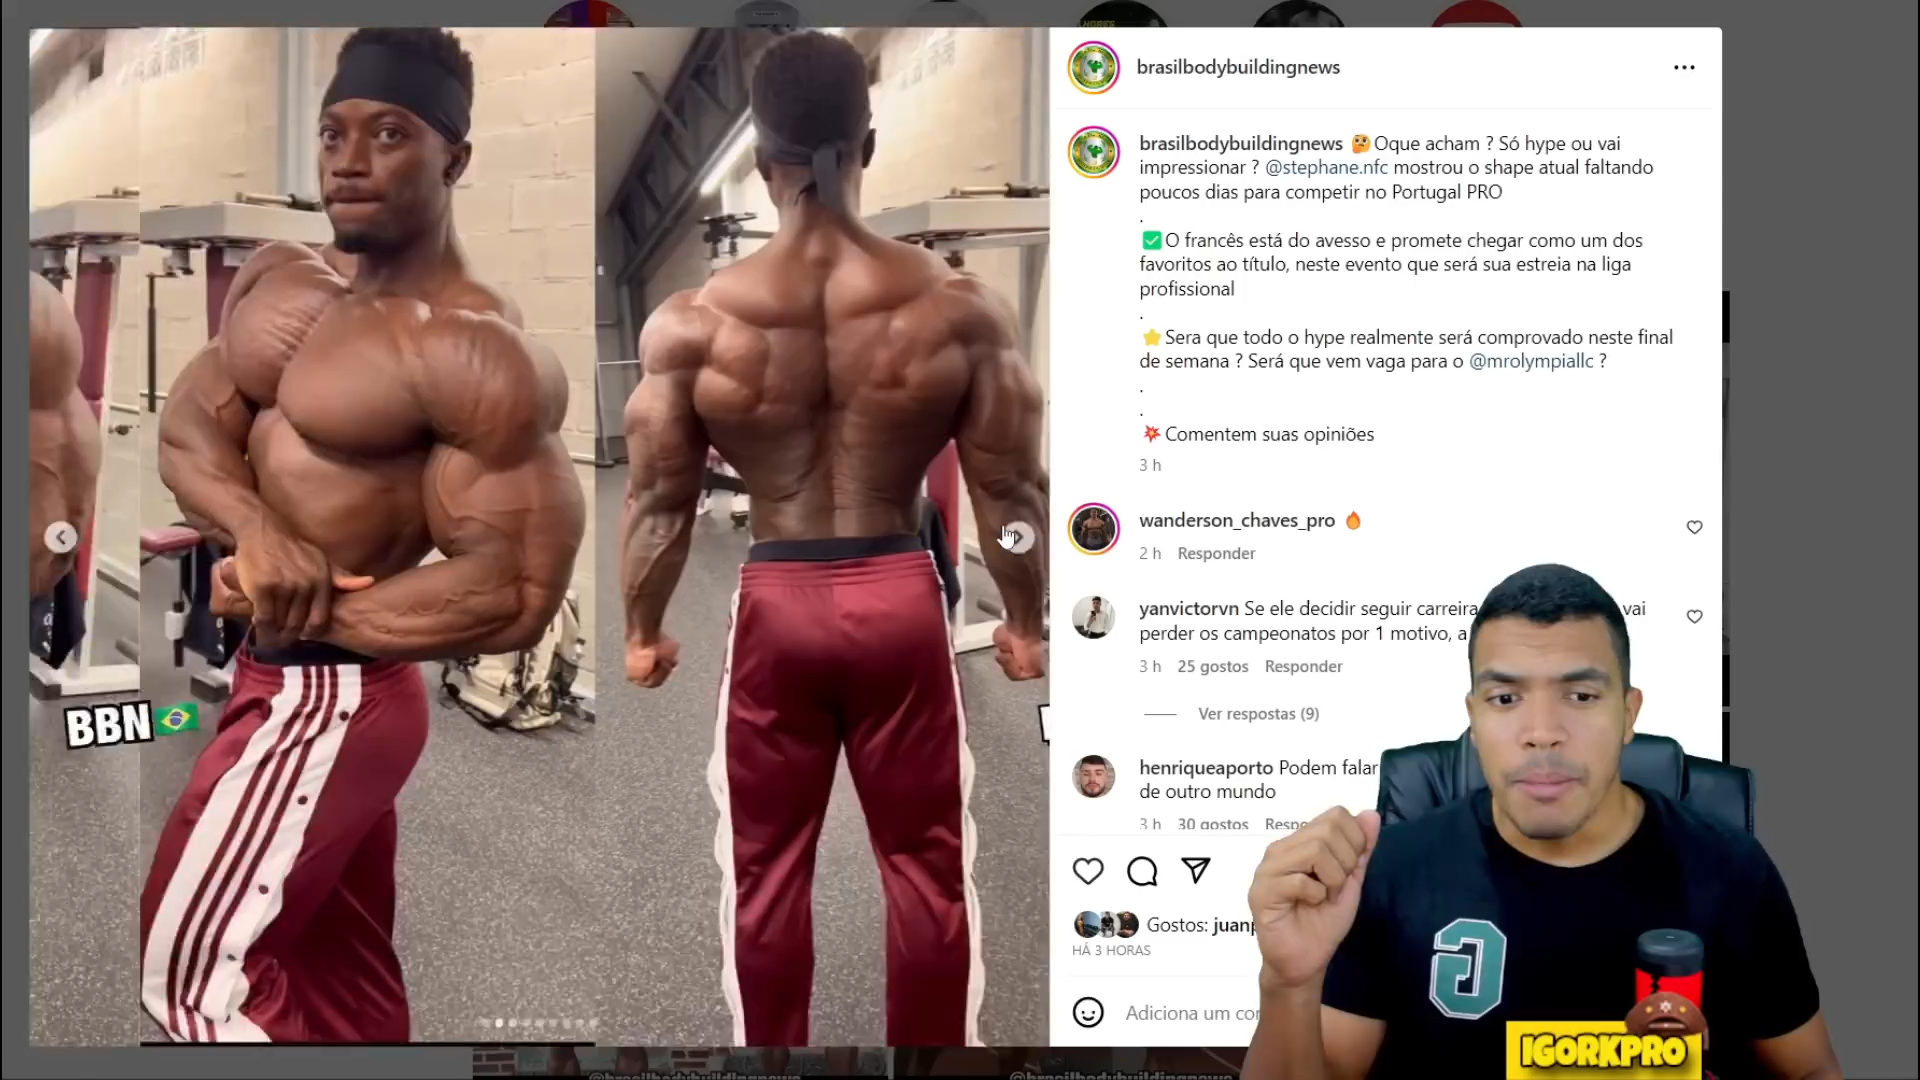 brasilbodybuildingnews
brasilbodybuildingnews 🤔Oque acham ? Só hype ou vai
impressionar ? @stephane.nfc mostrou o shape atual faltando
poucos dias para competir no Portugal PRO
.
✅O francês está do avesso e promete chegar como um dos
favoritos ao título, neste evento que será sua estreia na liga
profissional
.
⭐Sera que todo o hype realmente será comprovado neste final
de semana ? Será que vem vaga para o @mrolympiallc ?
.
.
💥Comentem suas opiniões
3 h
wanderson_chaves_pro 🔥
2 h Responder
yanvictorvn Se ele decidir seguir carreira vai
perder os campeonatos por 1 motivo, a
3 h 25 gostos Responder
Ver respostas (9)
henriqueaporto Podem falar
de outro mundo
3 h 30 gostos
Gostos:
HÁ 3 HORAS
Adiciona um
BBN
G
IGORKPRO
@brasilbodybuildingnews @brasilbodybuildingnews